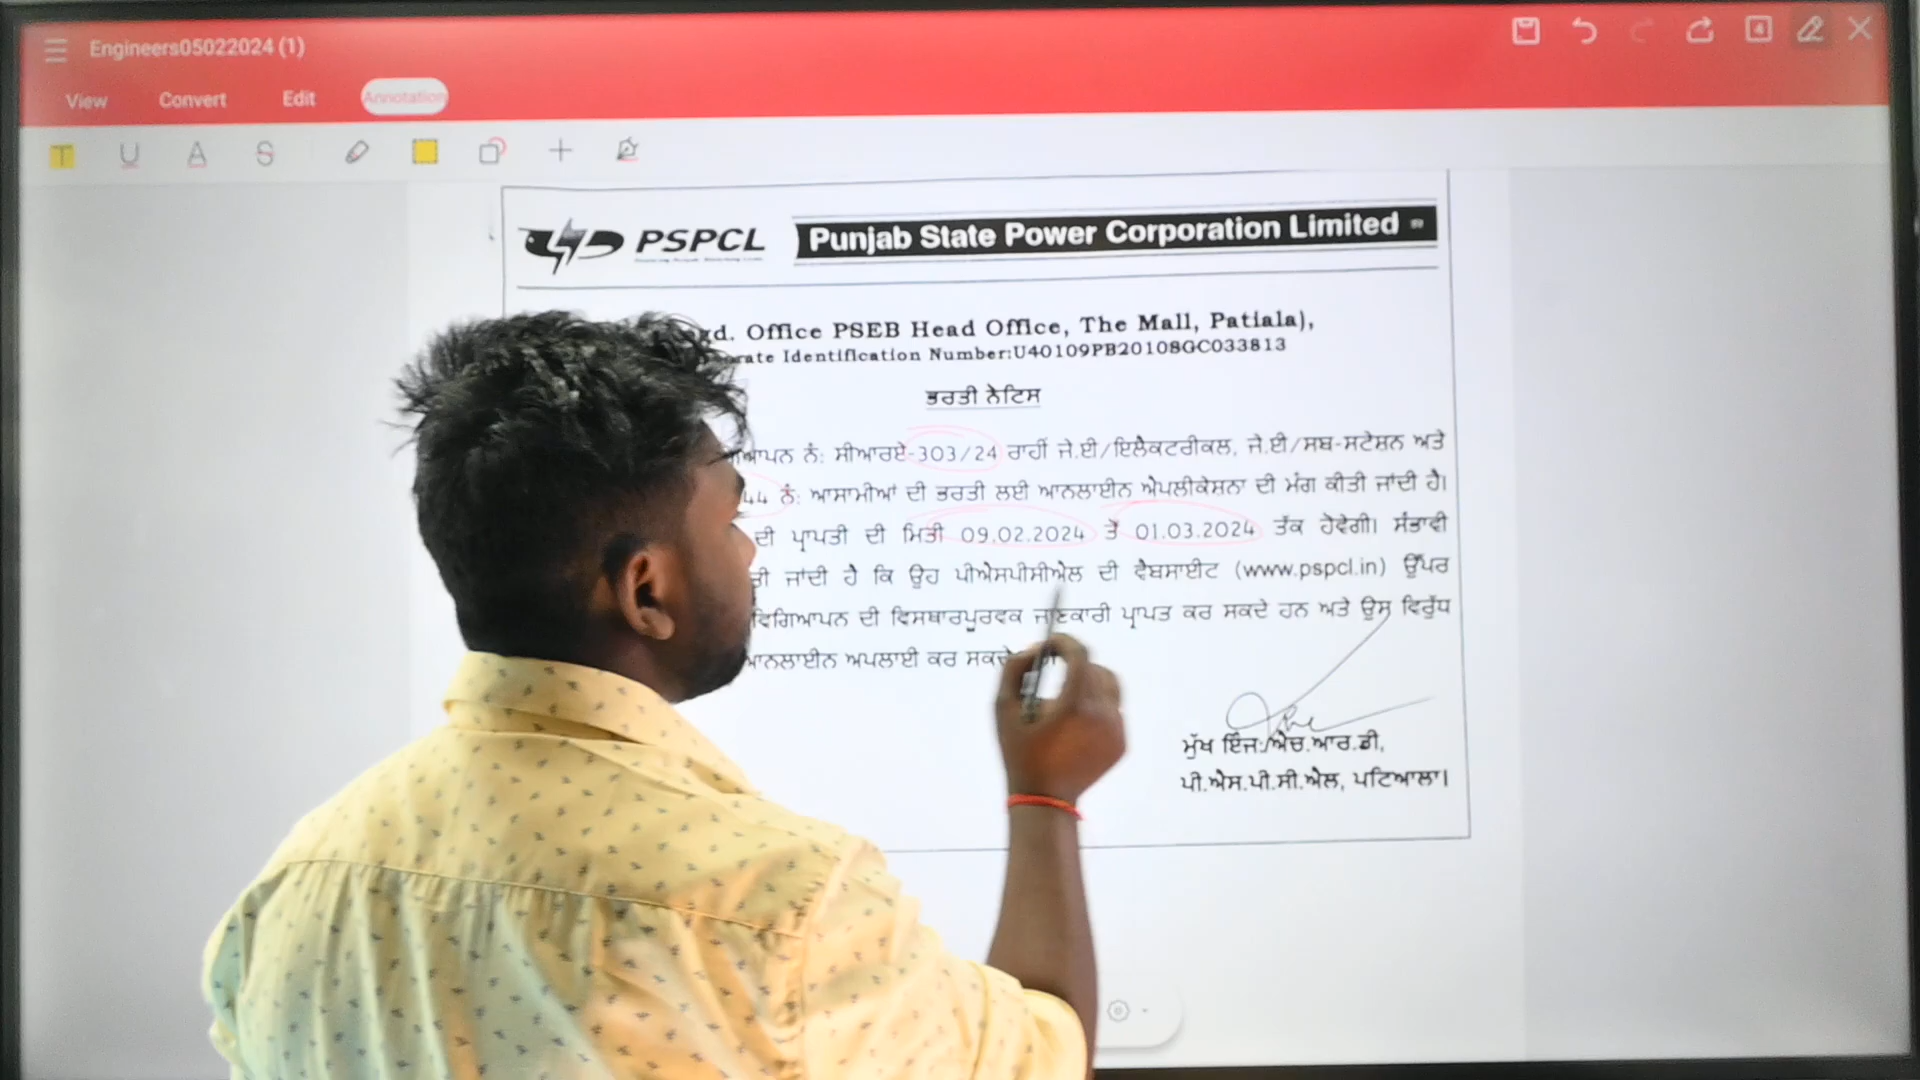 Engineers05022024 (1)
View Convert Edit Annotation
PSPCL Punjab State Power Corporation Limited
Office PSEB Head Office, The Mall, Patiala),
Identification Number:U40109PB2010SGC033813
ਭਰਤੀ ਨੋਟਿਸ
ਨੰ: ਸੀਆਰਏ-303/24 ਰਾਹੀਂ ਜੇ.ਈ/ਇਲੈਕਟਰੀਕਲ, ਜੇ.ਈ/ਸਬ-ਸਟੇਸ਼ਨ ਅਤੇ
44 ਨੰ: ਆਸਾਮੀਆਂ ਦੀ ਭਰਤੀ ਲਈ ਆਨਲਾਈਨ ਐਪਲੀਕੇਸ਼ਨਾ ਦੀ ਮੰਗ ਕੀਤੀ ਜਾਂਦੀ ਹੈ।
ਦੀ ਪ੍ਰਾਪਤੀ ਦੀ ਮਿਤੀ 09.02.2024 ਤੋਂ 01.03.2024 ਤੱਕ ਹੋਵੇਗੀ। ਸੰਭਾਵੀ
ਜਾਂਦੀ ਹੈ ਕਿ ਉਹ ਪੀਐਸਪੀਸੀਐਲ ਦੀ ਵੈਬਸਾਈਟ (www.pspcl.in) ਉੱਪਰ
ਵਿਗਿਆਪਨ ਦੀ ਵਿਸਥਾਰਪੂਰਵਕ ਜਾਣਕਾਰੀ ਪ੍ਰਾਪਤ ਕਰ ਸਕਦੇ ਹਨ ਅਤੇ ਉਸ ਵਿਰੁੱਧ
ਆਨਲਾਈਨ ਅਪਲਾਈ ਕਰ ਸਕਦੇ
ਮੁੱਖ ਇੰਜ:/ਐਚ.ਆਰ.ਡੀ,
ਪੀ.ਐਸ.ਪੀ.ਸੀ.ਐਲ, ਪਟਿਆਲਾ।